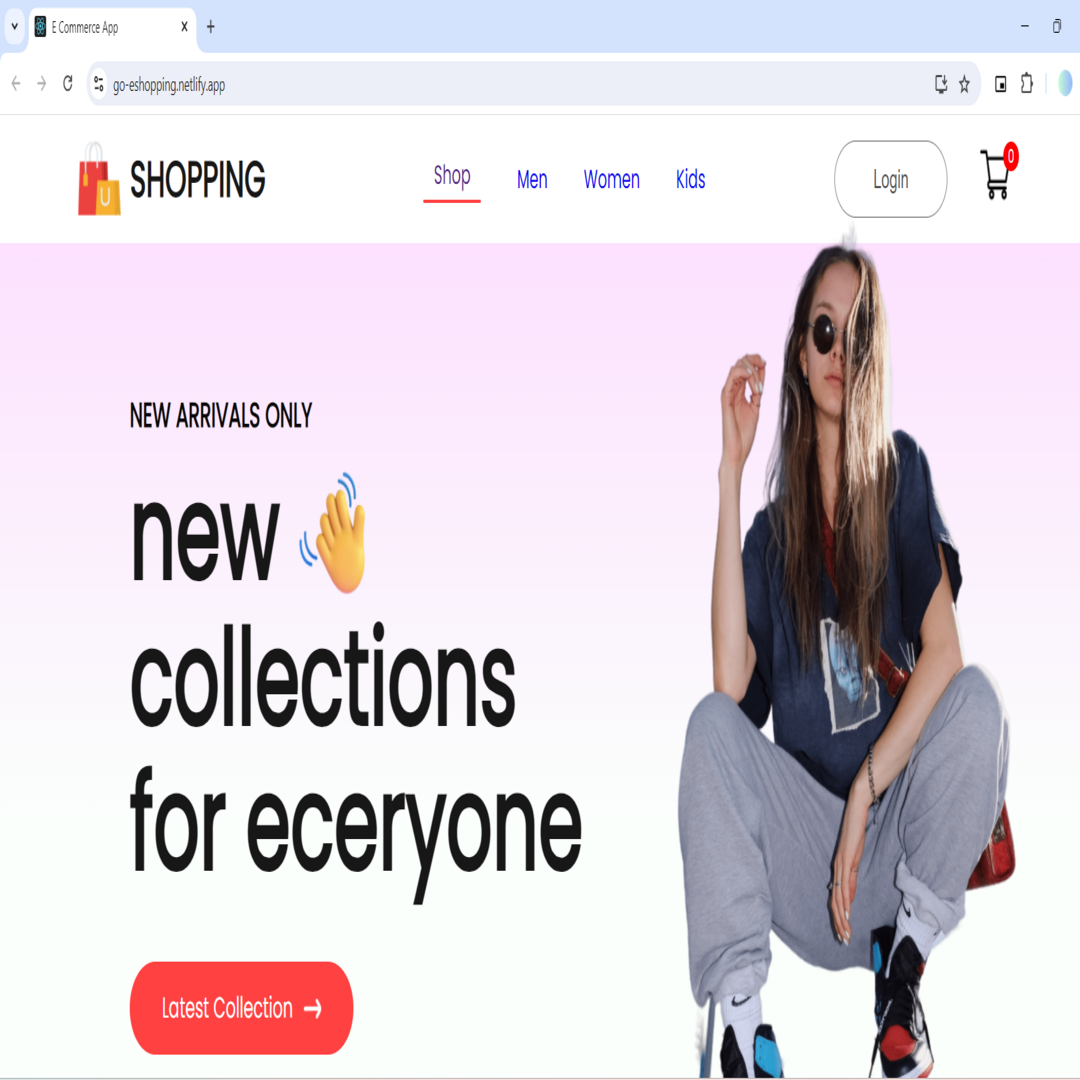 E Commerce App
go-eshopping.netlify.app
SHOPPING
Shop Men Women Kids
Login
0
NEW ARRIVALS ONLY
new 👋
collections
for eceryone
Latest Collection →